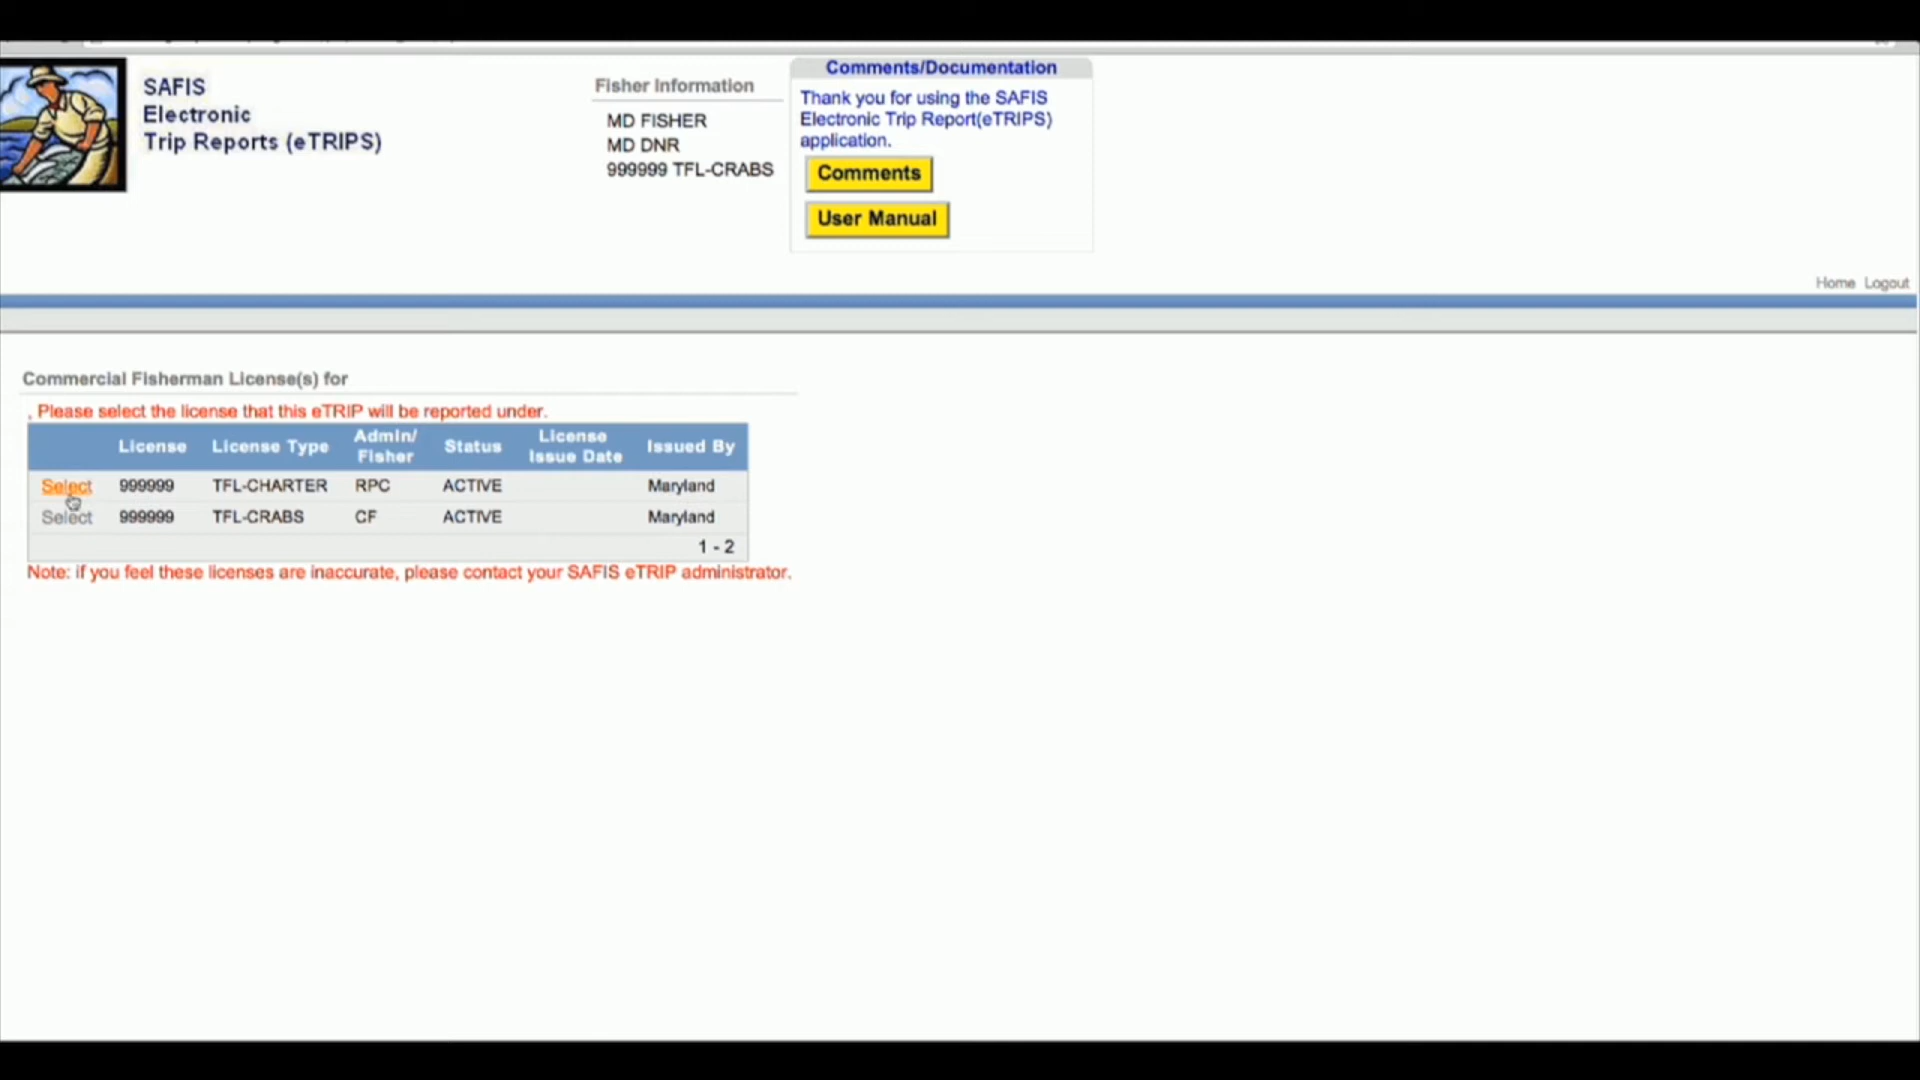 SAFIS
Electronic
Trip Reports (eTRIPS)
Fisher Information
MD FISHER
MD DNR
999999 TFL-CRABS
Comments/Documentation
Thank you for using the SAFIS
Electronic Trip Report(eTRIPS)
application.
Comments
User Manual
Home Logout
Commercial Fisherman License(s) for
, Please select the license that this eTRIP will be reported under.
License License Type Admin/ Fisher Status License Issue Date Issued By
Select 999999 TFL-CHARTER RPC ACTIVE Maryland
Select 999999 TFL-CRABS CF ACTIVE Maryland
1 - 2
Note: if you feel these licenses are inaccurate, please contact your SAFIS eTRIP administrator.